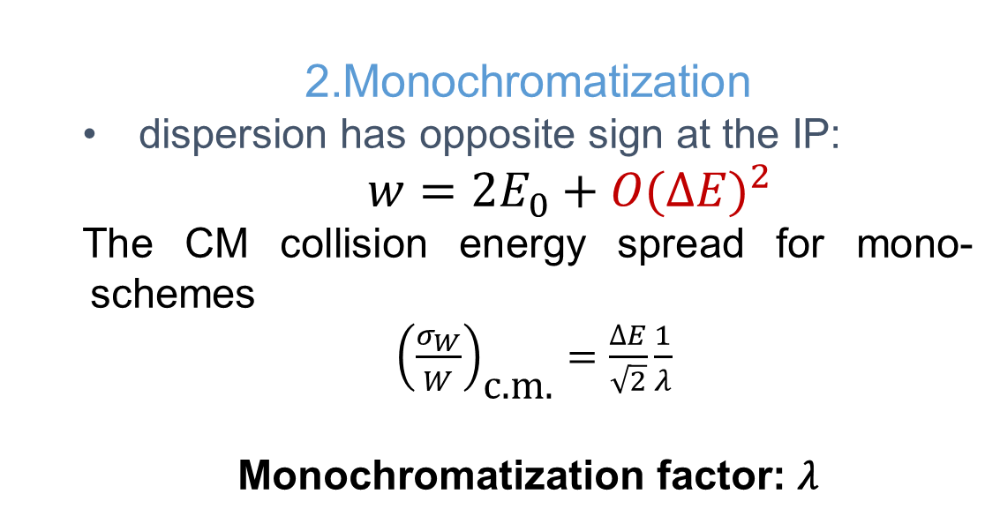 2.Monochromatization
• dispersion has opposite sign at the IP:
w = 2E₀ + O(ΔE)²
The CM collision energy spread for mono-
schemes
(σ_W/W)_c.m. = ΔE/√2 1/λ
Monochromatization factor: λ